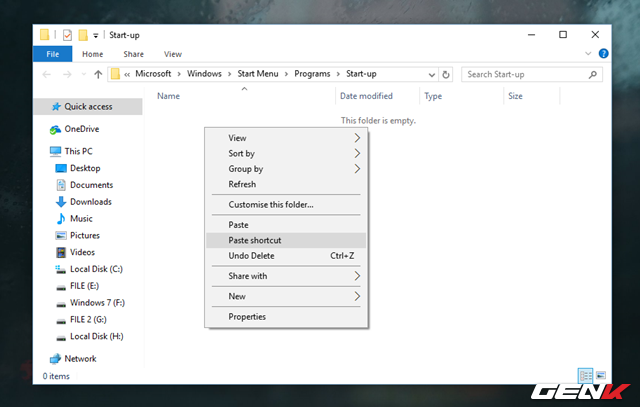 Start-up
File Home Share View
« Microsoft Windows Start Menu Programs Start-up Search Start-up
Quick access
OneDrive
This PC
Desktop
Documents
Downloads
Music
Pictures
Videos
Local Disk (C:)
FILE (E:)
Windows 7 (F:)
FILE 2 (G:)
Local Disk (H:)
Network
Name Date modified Type Size
This folder is empty.
View
Sort by
Group by
Refresh
Customise this folder...
Paste
Paste shortcut
Undo Delete Ctrl+Z
Share with
New
Properties
0 items
GENK